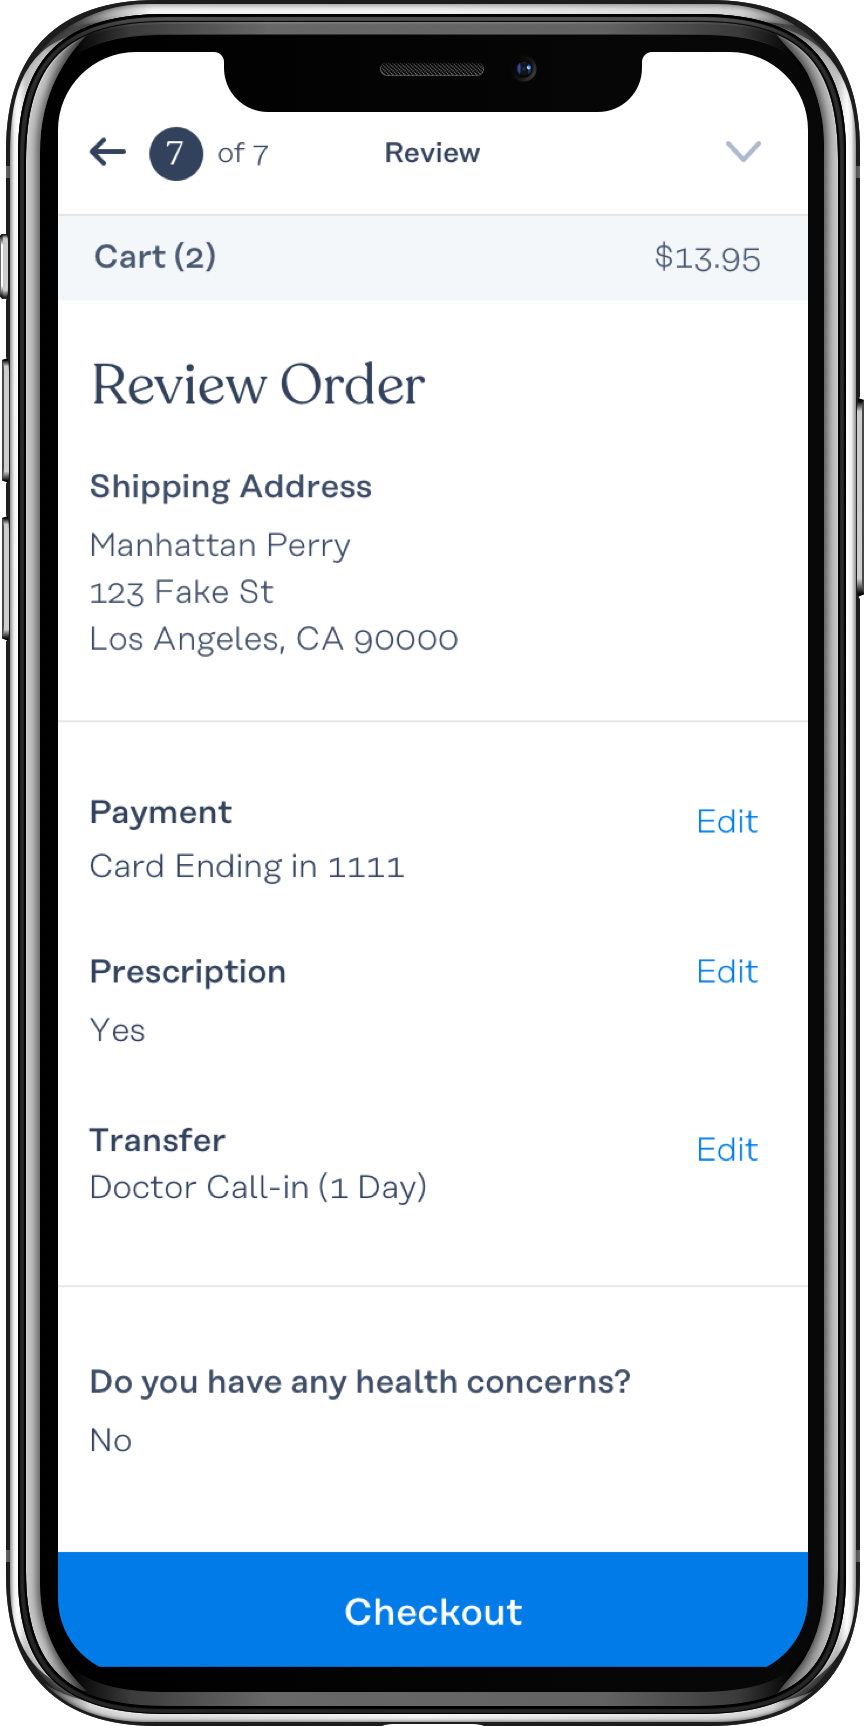 7 of 7 Review
Cart (2) $13.95
Review Order
Shipping Address
Manhattan Perry
123 Fake St
Los Angeles, CA 90000
Payment Edit
Card Ending in 1111
Prescription Edit
Yes
Transfer Edit
Doctor Call-in (1 Day)
Do you have any health concerns?
No
Checkout